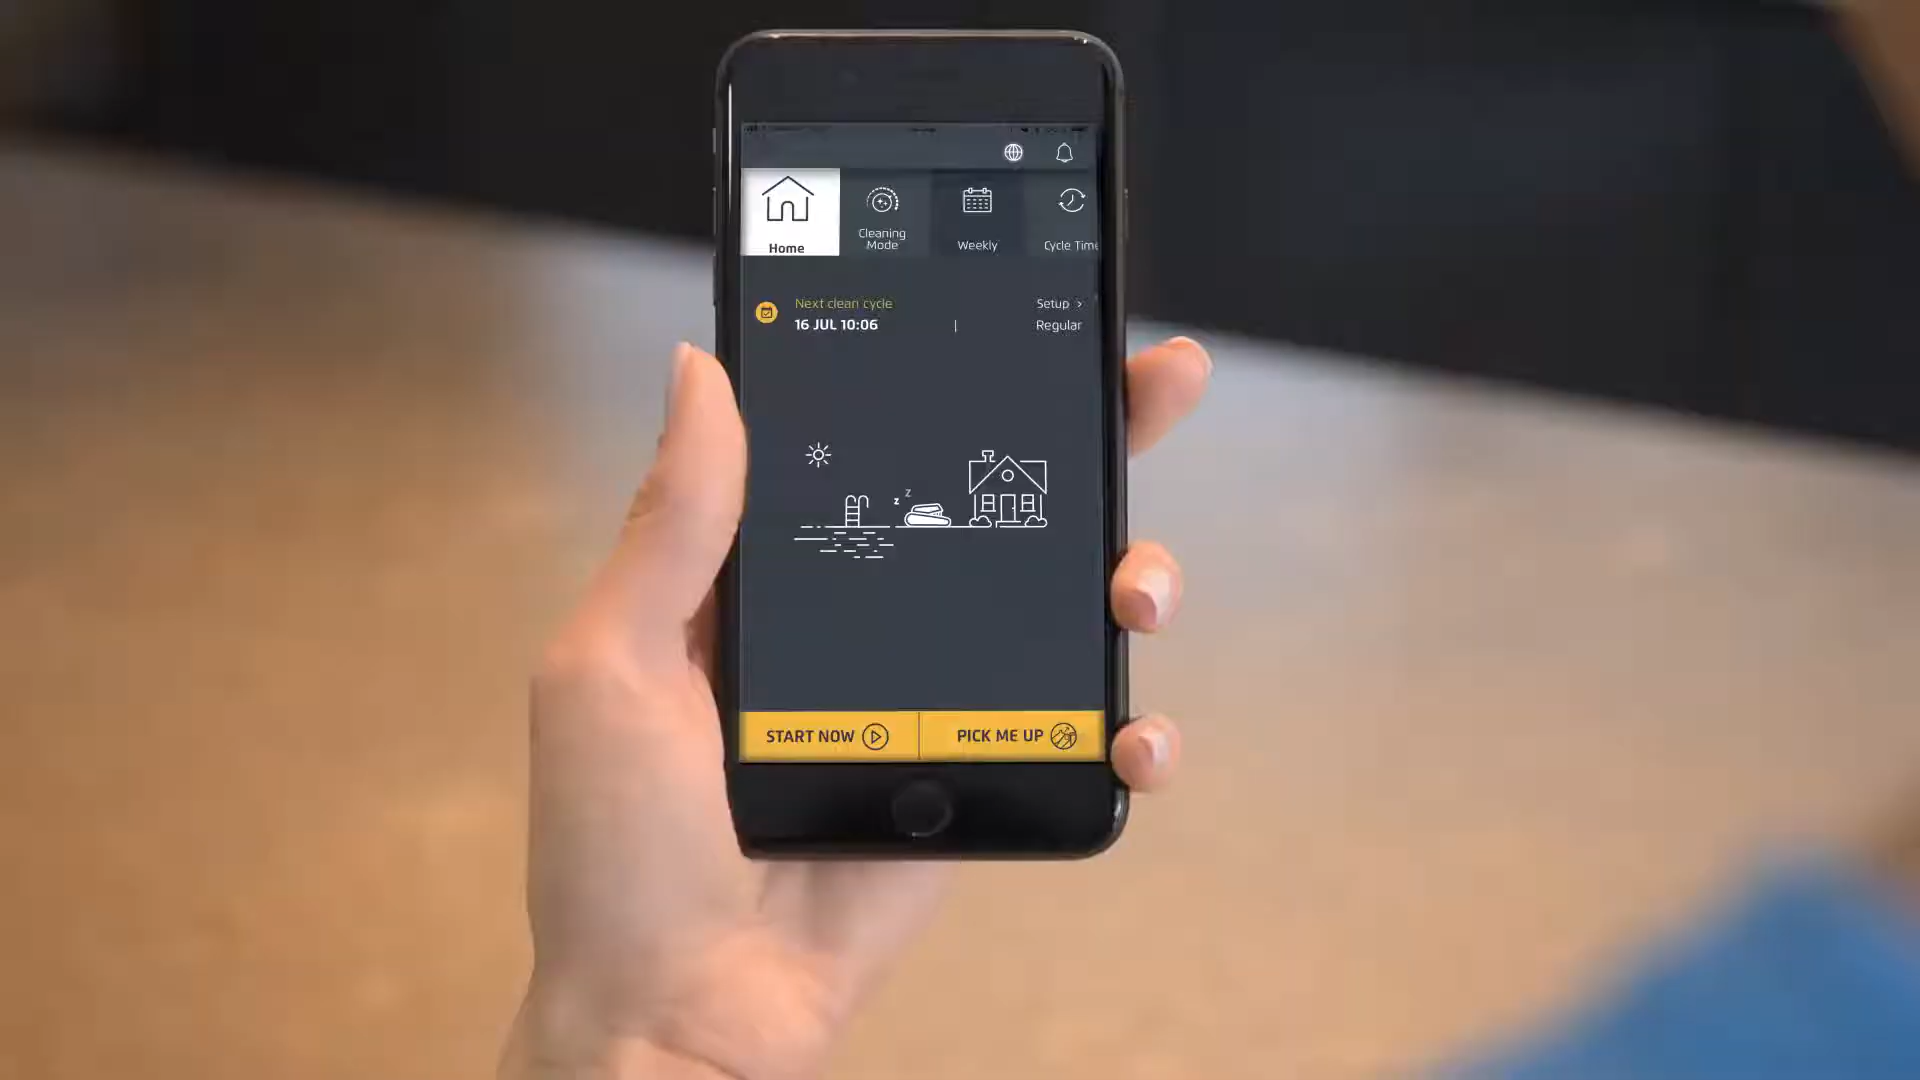 Home
Cleaning
Mode
Weekly
Cycle Time
Next clean cycle
16 JUL 10:06
Setup >
Regular
z z
START NOW
PICK ME UP